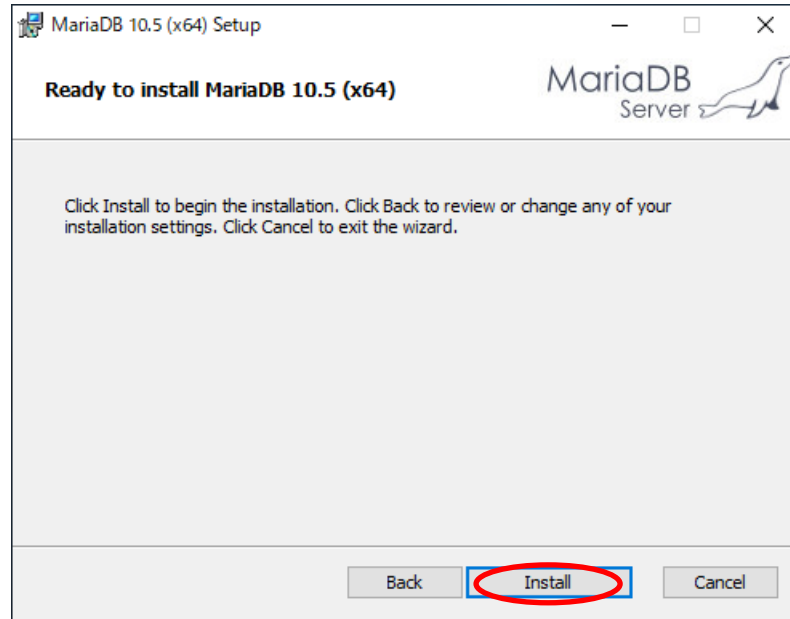 MariaDB 10.5 (x64) Setup
Ready to install MariaDB 10.5 (x64)
MariaDB
Server
Click Install to begin the installation. Click Back to review or change any of your
installation settings. Click Cancel to exit the wizard.
Back Install Cancel